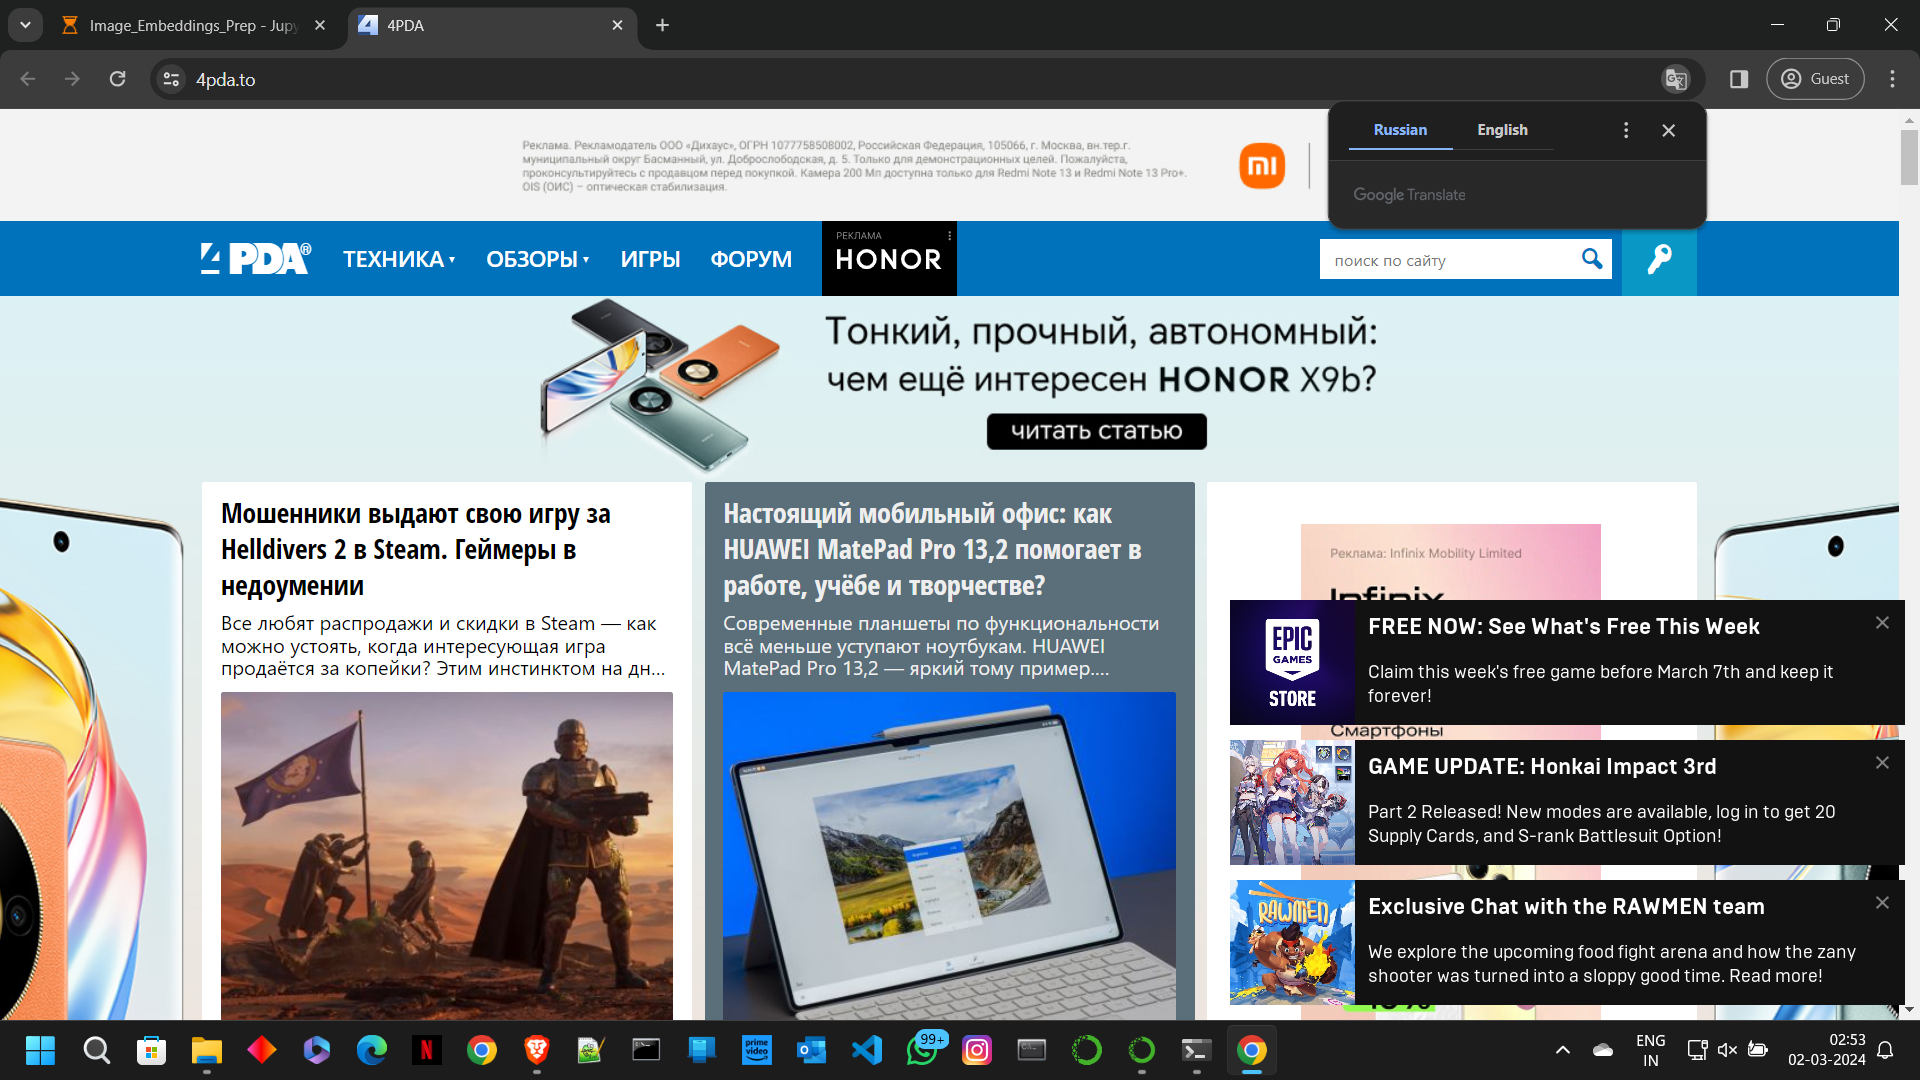 Image_Embeddings_Prep - Jupy
4PDA
4pda.to
Guest
Russian
English
Google Translate
Реклама. Рекламодатель ООО «Дихаус», ОГРН 1077758508002, Российская Федерация, 105066, г. Москва, вн.тер.г.
муниципальный округ Басманный, ул. Доброслободская, д. 5. Только для демонстрационных целей. Пожалуйста,
проконсультируйтесь с продавцом перед покупкой. Камера 200 Мп доступна только для Redmi Note 13 и Redmi Note 13 Pro+.
OIS (ОИС) – оптическая стабилизация.
4PDA®
ТЕХНИКА
ОБЗОРЫ
ИГРЫ
ФОРУМ
РЕКЛАМА
HONOR
поиск по сайту
Тонкий, прочный, автономный:
чем ещё интересен HONOR X9b?
читать статью
Мошенники выдают свою игру за
Helldivers 2 в Steam. Геймеры в
недоумении
Все любят распродажи и скидки в Steam — как
можно устоять, когда интересующая игра
продаётся за копейки? Этим инстинктом на дн...
Настоящий мобильный офис: как
HUAWEI MatePad Pro 13,2 помогает в
работе, учёбе и творчестве?
Современные планшеты по функциональности
всё меньше уступают ноутбукам. HUAWEI
MatePad Pro 13,2 — яркий тому пример....
Реклама: Infinix Mobility Limited
Infinix
Смартфоны
EPIC
GAMES
STORE
FREE NOW: See What's Free This Week
Claim this week's free game before March 7th and keep it
forever!
GAME UPDATE: Honkai Impact 3rd
Part 2 Released! New modes are available, log in to get 20
Supply Cards, and S-rank Battlesuit Option!
RAWMEN
Exclusive Chat with the RAWMEN team
We explore the upcoming food fight arena and how the zany
shooter was turned into a sloppy good time. Read more!
prime
video
99+
ENG
IN
02:53
02-03-2024